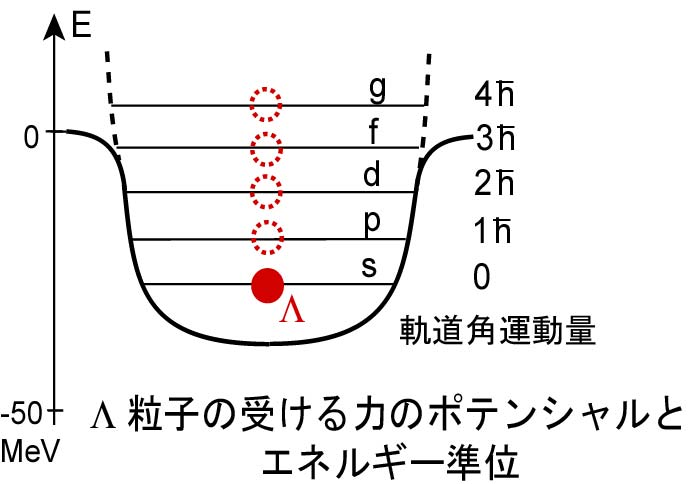 E
g 4ħ
0 f 3ħ
d 2ħ
p 1ħ
s 0
Λ
軌道角運動量
-50
MeV
Λ 粒子の受ける力のポテンシャルと
エネルギー準位